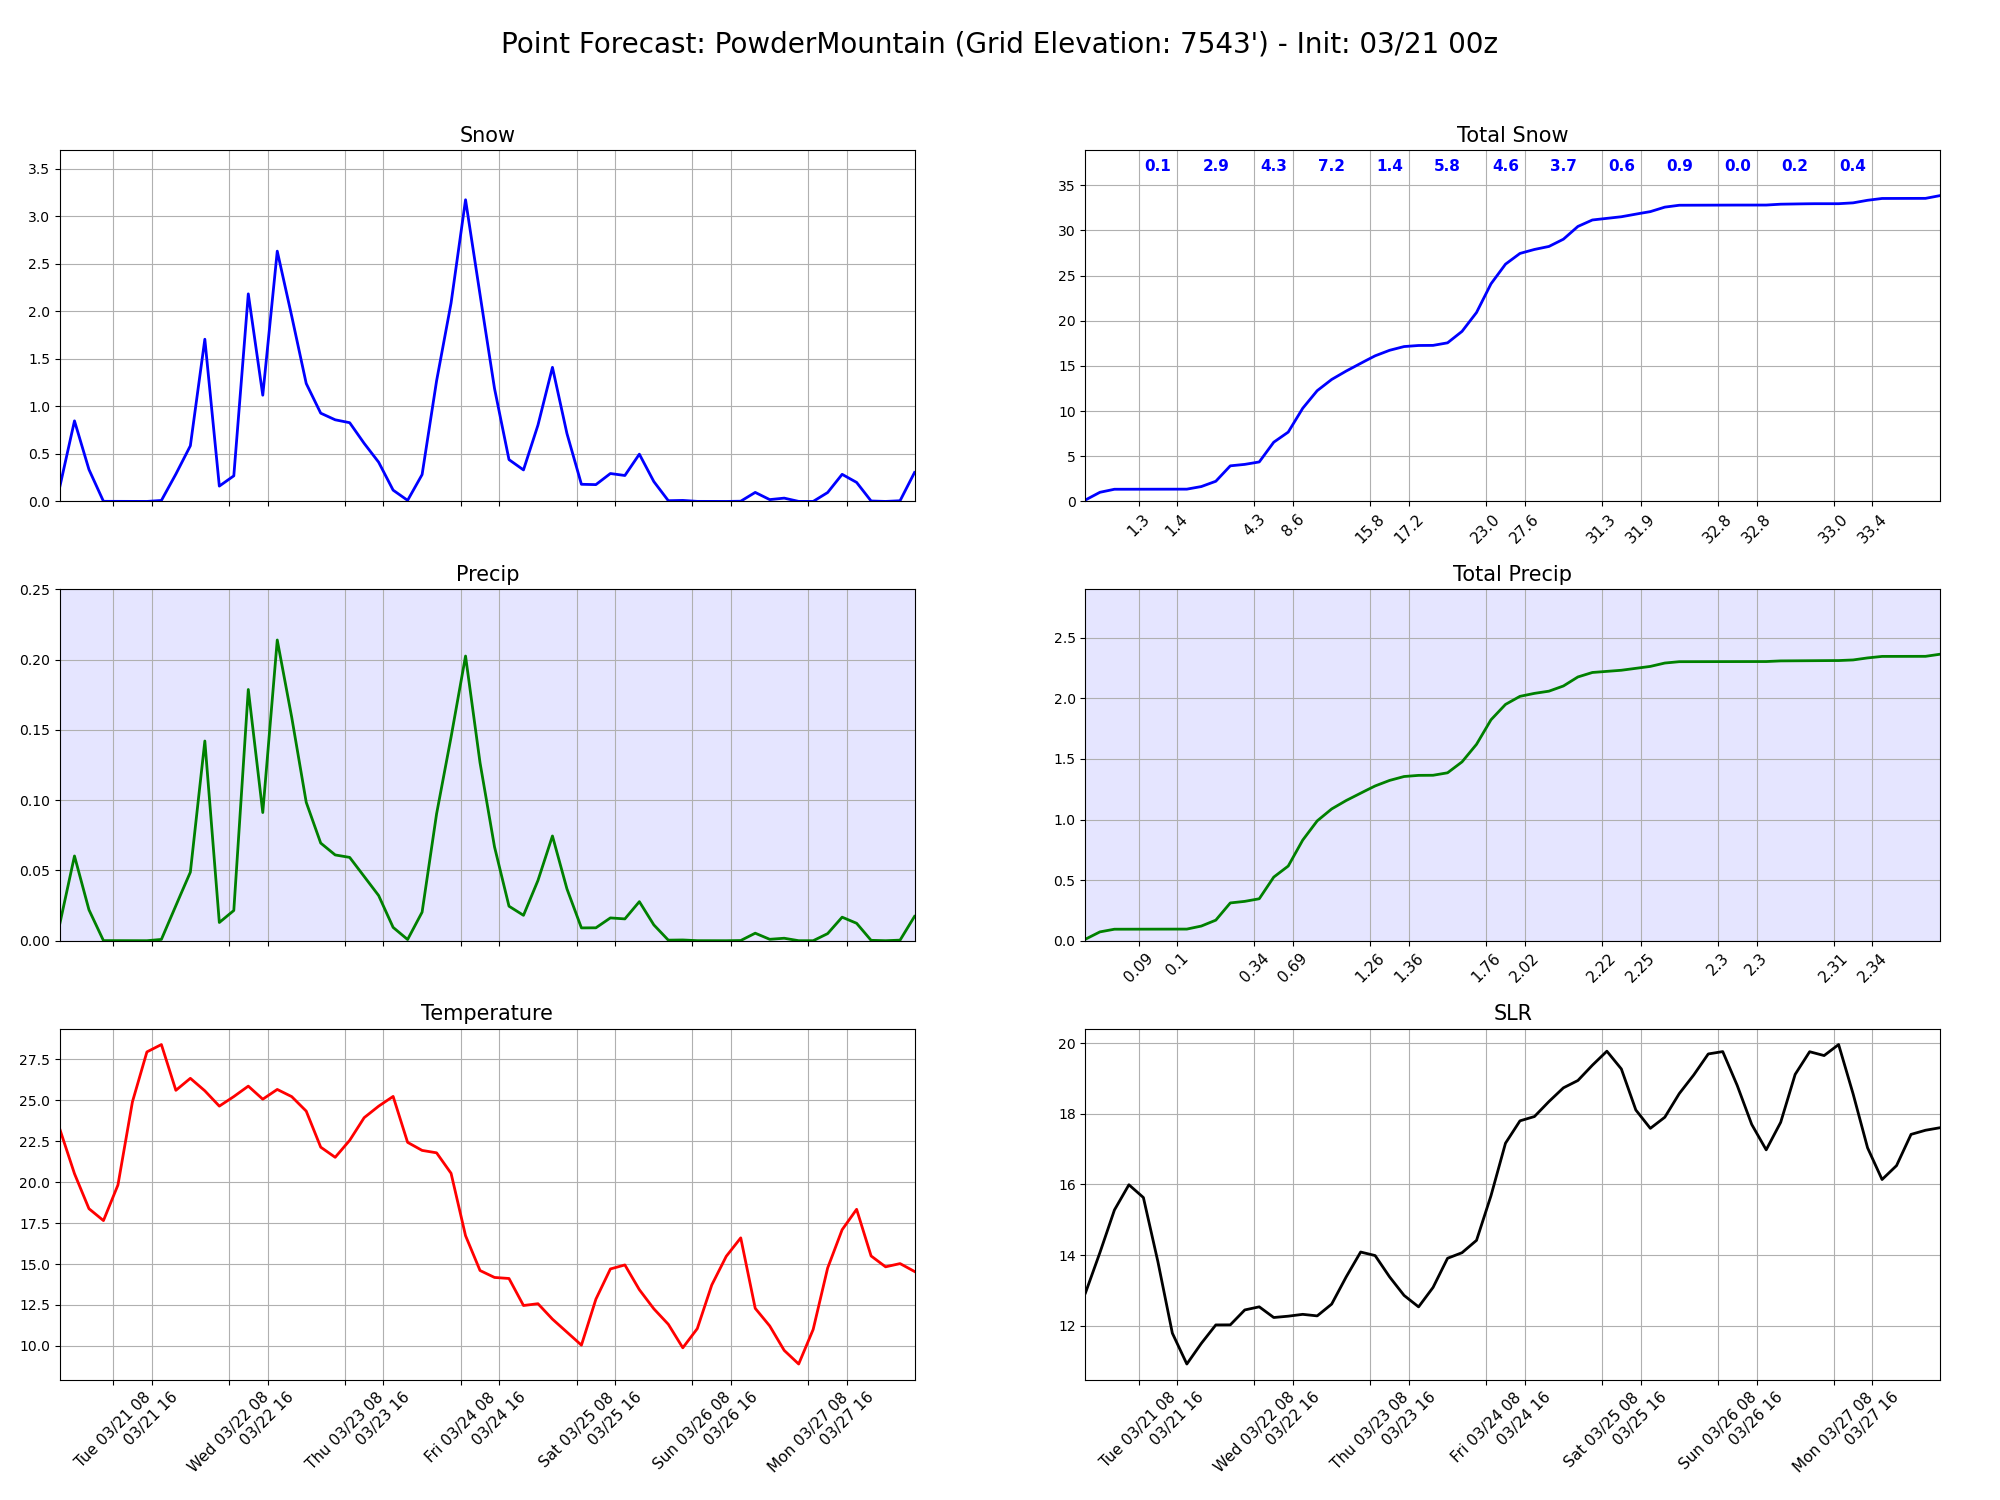 Point Forecast: PowderMountain (Grid Elevation: 7543') - Init: 03/21 00z
Snow
3.5
3.0
2.5
2.0
1.5
1.0
0.5
0.0
Total Snow
0.1 2.9 4.3 7.2 1.4 5.8 4.6 3.7 0.6 0.9 0.0 0.2 0.4
35
30
25
20
15
10
5
0
1.3 1.4 4.3 8.6 15.8 17.2 23.0 27.6 31.3 31.9 32.8 32.8 33.0 33.4
Precip
0.25
0.20
0.15
0.10
0.05
0.00
Total Precip
2.5
2.0
1.5
1.0
0.5
0.0
0.09 0.1 0.34 0.69 1.26 1.36 1.76 2.02 2.22 2.25 2.3 2.3 2.31 2.34
Temperature
27.5
25.0
22.5
20.0
17.5
15.0
12.5
10.0
Tue 03/21 08
03/21 16
Wed 03/22 08
03/22 16
Thu 03/23 08
03/23 16
Fri 03/24 08
03/24 16
Sat 03/25 08
03/25 16
Sun 03/26 08
03/26 16
Mon 03/27 08
03/27 16
SLR
20
18
16
14
12
Tue 03/21 08
03/21 16
Wed 03/22 08
03/22 16
Thu 03/23 08
03/23 16
Fri 03/24 08
03/24 16
Sat 03/25 08
03/25 16
Sun 03/26 08
03/26 16
Mon 03/27 08
03/27 16